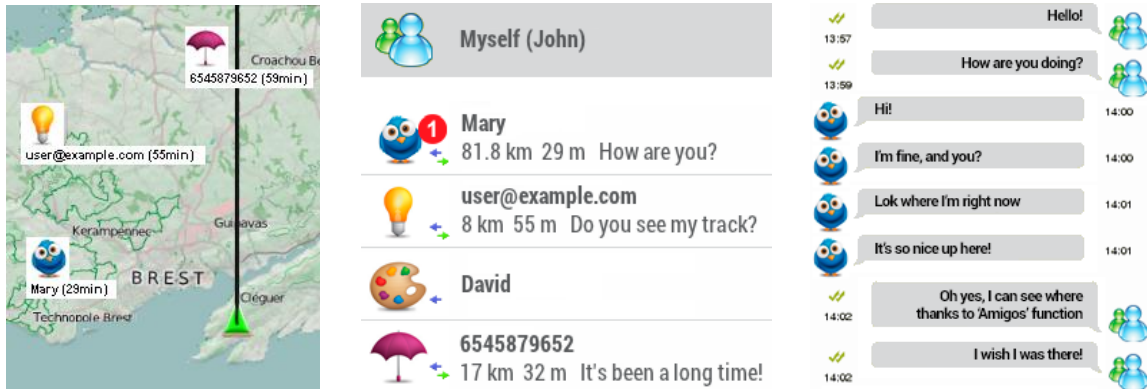 Croachou Be
6545879652 (59min)
user@example.com (55min)
Guipavas
Kerampennec
BREST
Mary (29min)
Cléguer
Technopole Brest
Myself (John)
1
Mary
81.8 km 29 m How are you?
user@example.com
8 km 55 m Do you see my track?
David
6545879652
17 km 32 m It's been a long time!
Hello!
13:57
How are you doing?
13:59
Hi!
14:00
I'm fine, and you?
14:00
Lok where I'm right now
14:01
It's so nice up here!
14:01
Oh yes, I can see where
thanks to 'Amigos' function
14:02
I wish I was there!
14:02